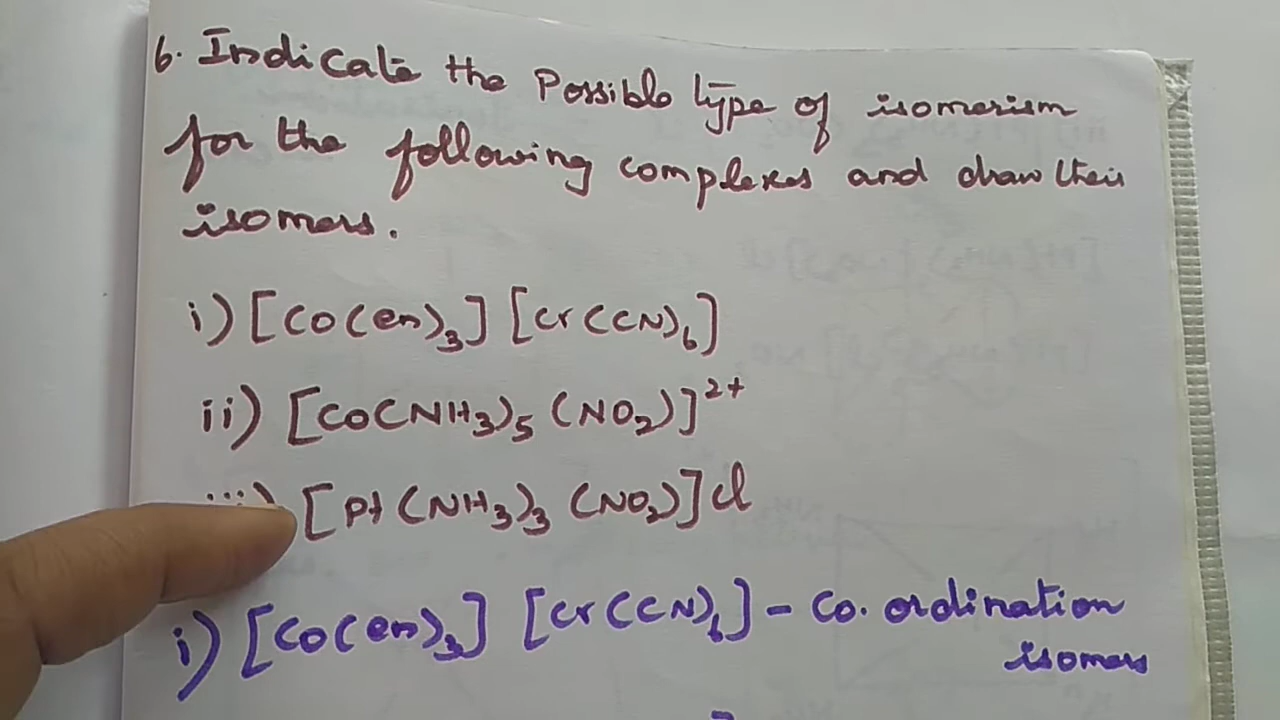 6. Indicate the Possible type of isomerism
for the following complexes and draw their
isomers.
i) [Co(en)₃] [Cr(CN)₆]
ii) [Co(NH₃)₅ (NO₂)]²⁺
iii) [Pt(NH₃)₃ (NO₂)]Cl
i) [Co(en)₃] [Cr(CN)₆] - Co. ordination
isomers